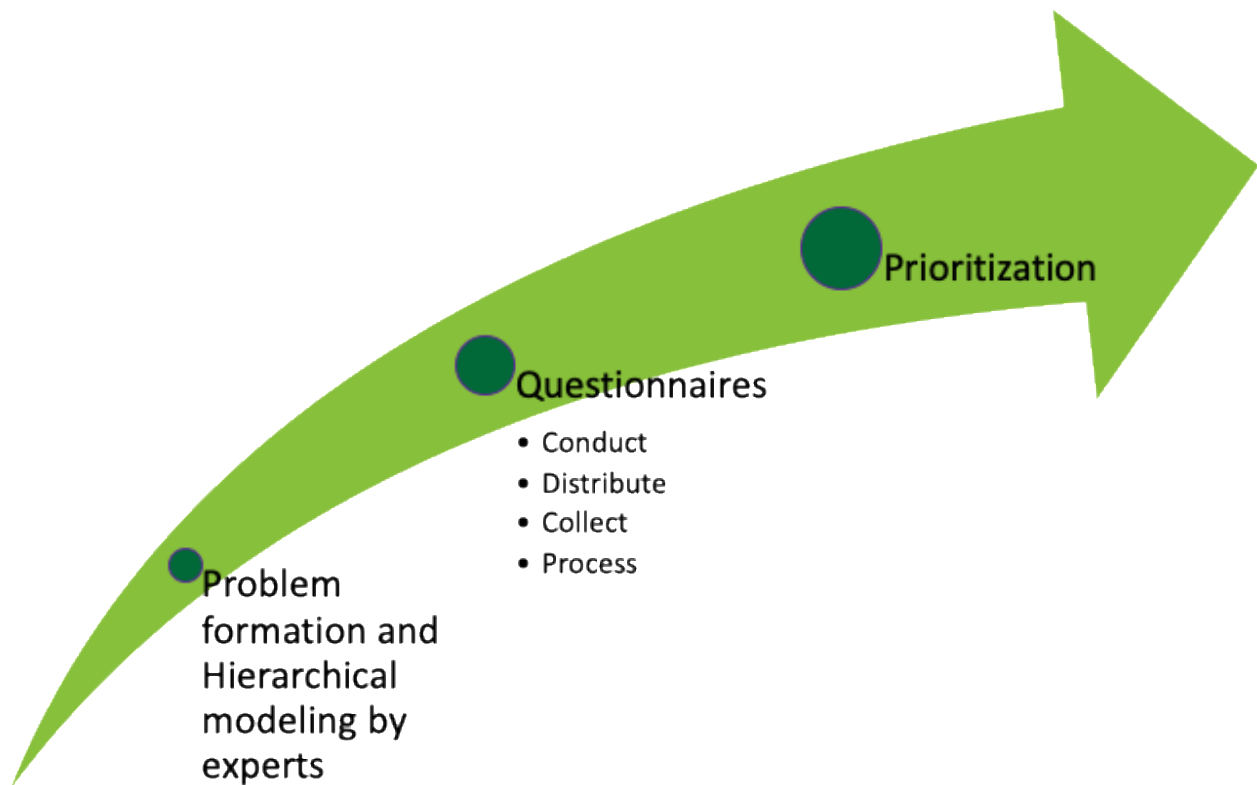 Prioritization
Questionnaires
• Conduct
• Distribute
• Collect
• Process
Problem
formation and
Hierarchical
modeling by
experts